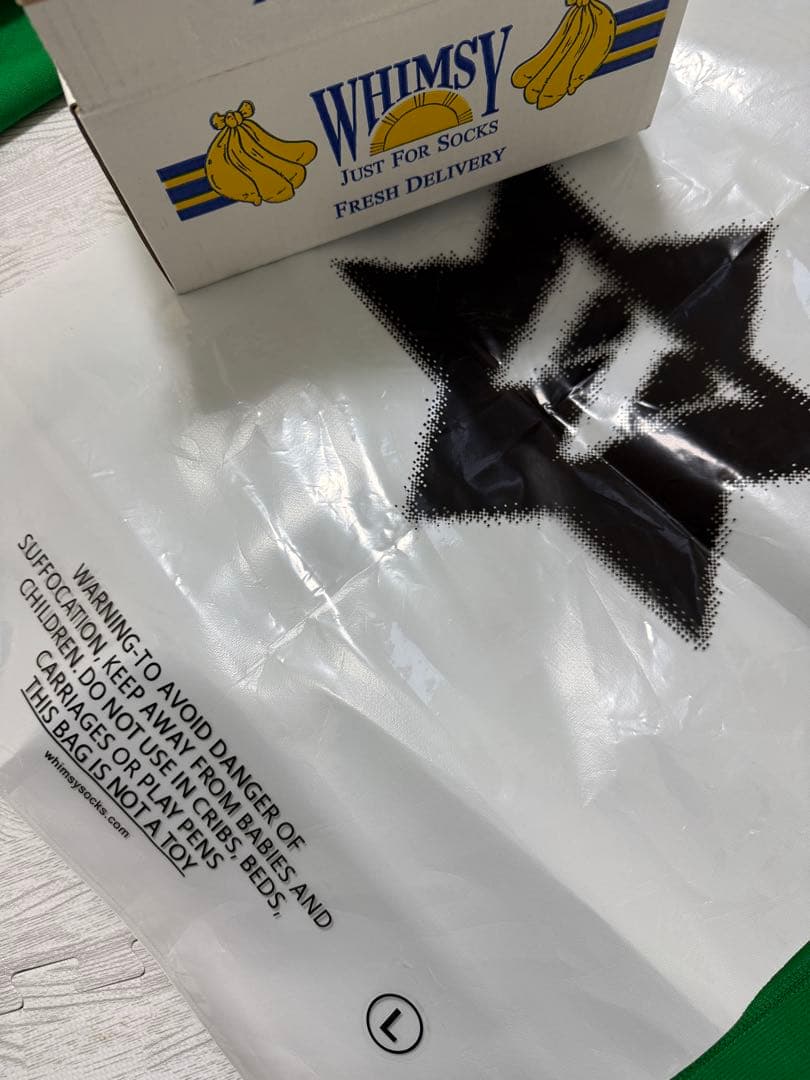 WHIMSY
JUST FOR SOCKS
FRESH DELIVERY
WARNING-TO AVOID DANGER OF
SUFFOCATION, KEEP AWAY FROM BABIES AND
CHILDREN. DO NOT USE IN CRIBS, BEDS,
CARRIAGES OR PLAY PENS
THIS BAG IS NOT A TOY
whimsysocks.com
L